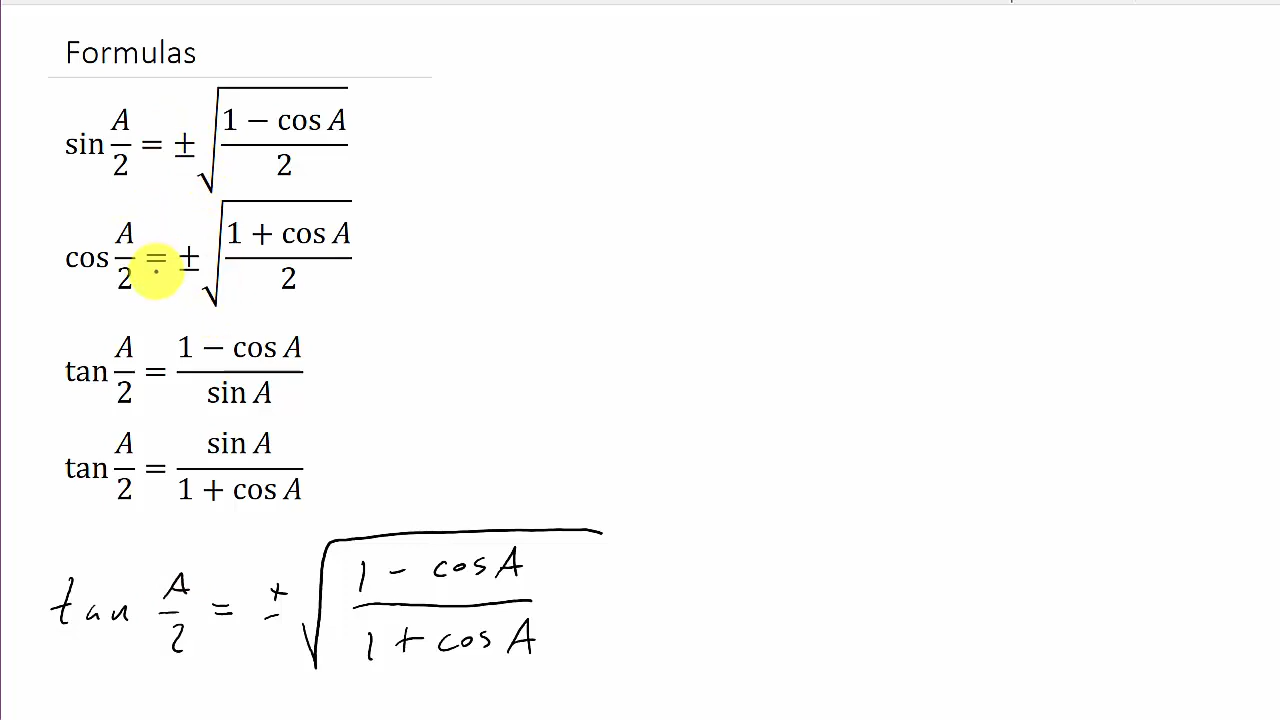 Formulas
sin A/2 = ±√((1 − cos A)/2)
cos A/2 = ±√((1 + cos A)/2)
tan A/2 = (1 − cos A)/(sin A)
tan A/2 = (sin A)/(1 + cos A)
tan A/2 = ±√((1 − cos A)/(1 + cos A))